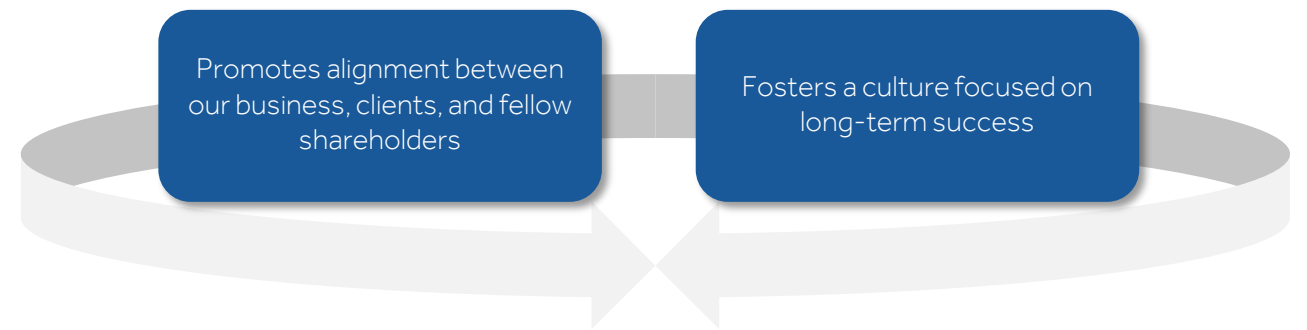 Promotes alignment between
our business, clients, and fellow
shareholders
Fosters a culture focused on
long-term success